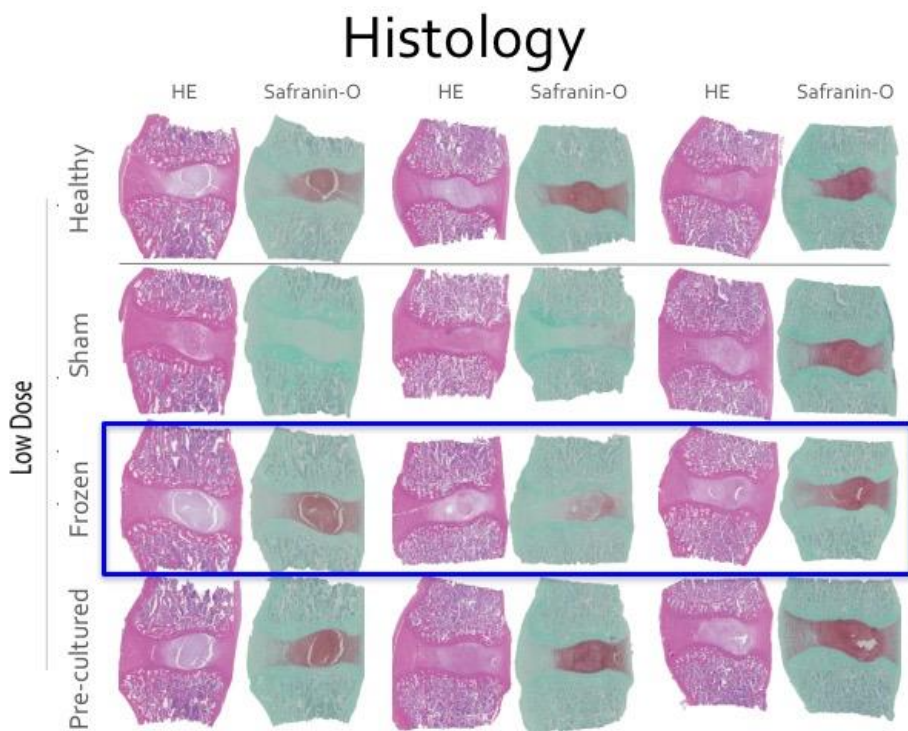 Histology
HE Safranin-O HE Safranin-O HE Safranin-O
Healthy
Low Dose
Sham
Frozen
Pre-cultured